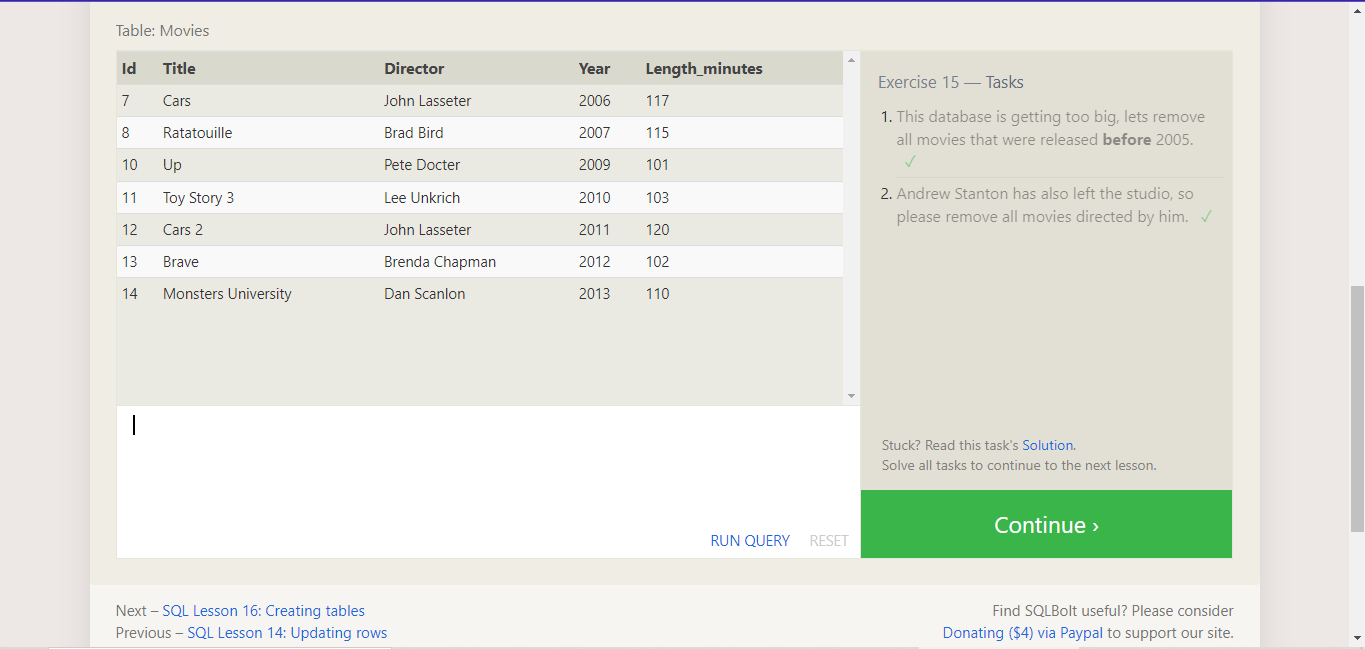 Table: Movies
Id Title Director Year Length_minutes
7 Cars John Lasseter 2006 117
8 Ratatouille Brad Bird 2007 115
10 Up Pete Docter 2009 101
11 Toy Story 3 Lee Unkrich 2010 103
12 Cars 2 John Lasseter 2011 120
13 Brave Brenda Chapman 2012 102
14 Monsters University Dan Scanlon 2013 110
RUN QUERY RESET
Exercise 15 — Tasks
1. This database is getting too big, lets remove
all movies that were released before 2005.
✓
2. Andrew Stanton has also left the studio, so
please remove all movies directed by him. ✓
Stuck? Read this task's Solution.
Solve all tasks to continue to the next lesson.
Continue ›
Next – SQL Lesson 16: Creating tables
Previous – SQL Lesson 14: Updating rows
Find SQLBolt useful? Please consider
Donating ($4) via Paypal to support our site.